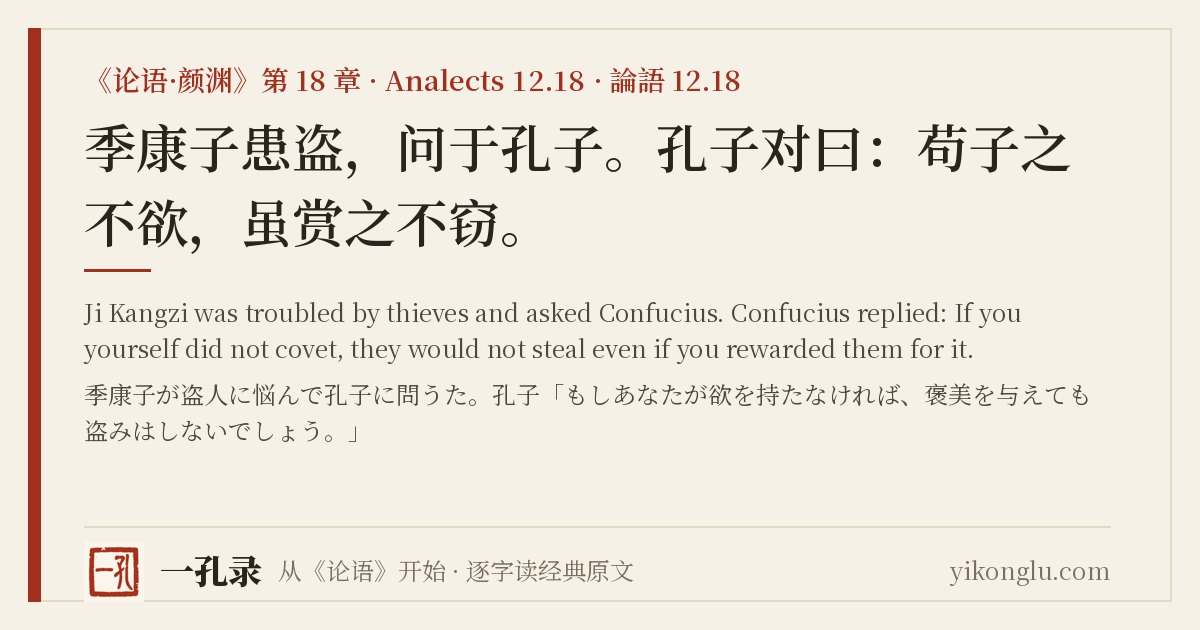 《论语·颜渊》第 18 章 · Analects 12.18 · 論語 12.18
季康子患盗，问于孔子。孔子对曰：苟子之
不欲，虽赏之不窃。
Ji Kangzi was troubled by thieves and asked Confucius. Confucius replied: If you
yourself did not covet, they would not steal even if you rewarded them for it.
季康子が盗人に悩んで孔子に問うた。孔子「もしあなたが欲を持たなければ、褒美を与えても
盗みはしないでしょう。」
一孔
一孔录 从《论语》开始 · 逐字读经典原文 yikonglu.com